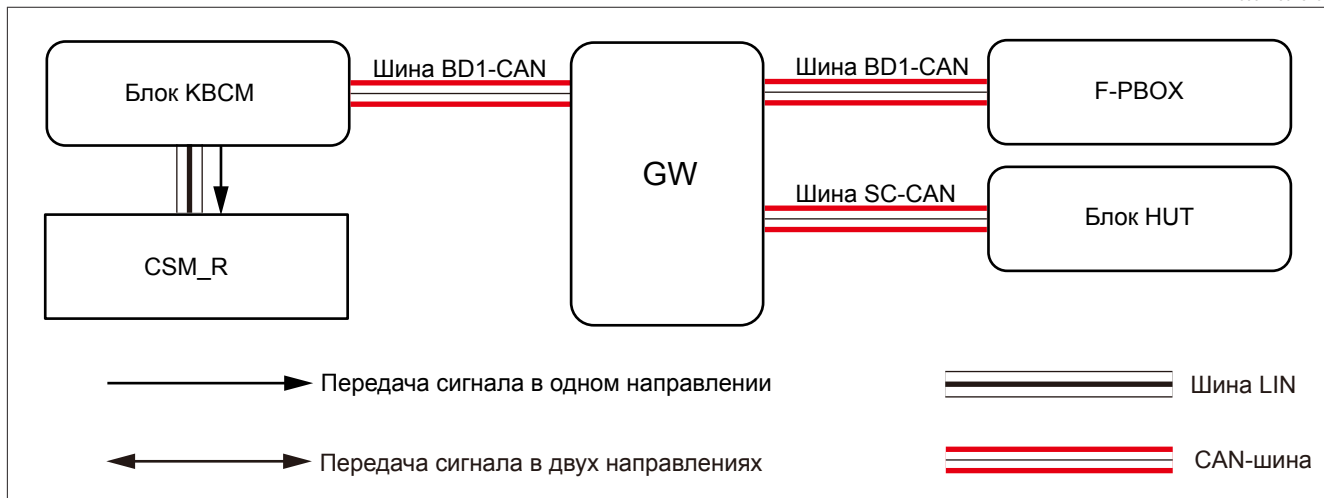 Блок KBCM
Шина BD1-CAN
Шина BD1-CAN
F-PBOX
GW
Шина SC-CAN
Блок HUT
CSM_R
Передача сигнала в одном направлении
Шина LIN
Передача сигнала в двух направлениях
CAN-шина